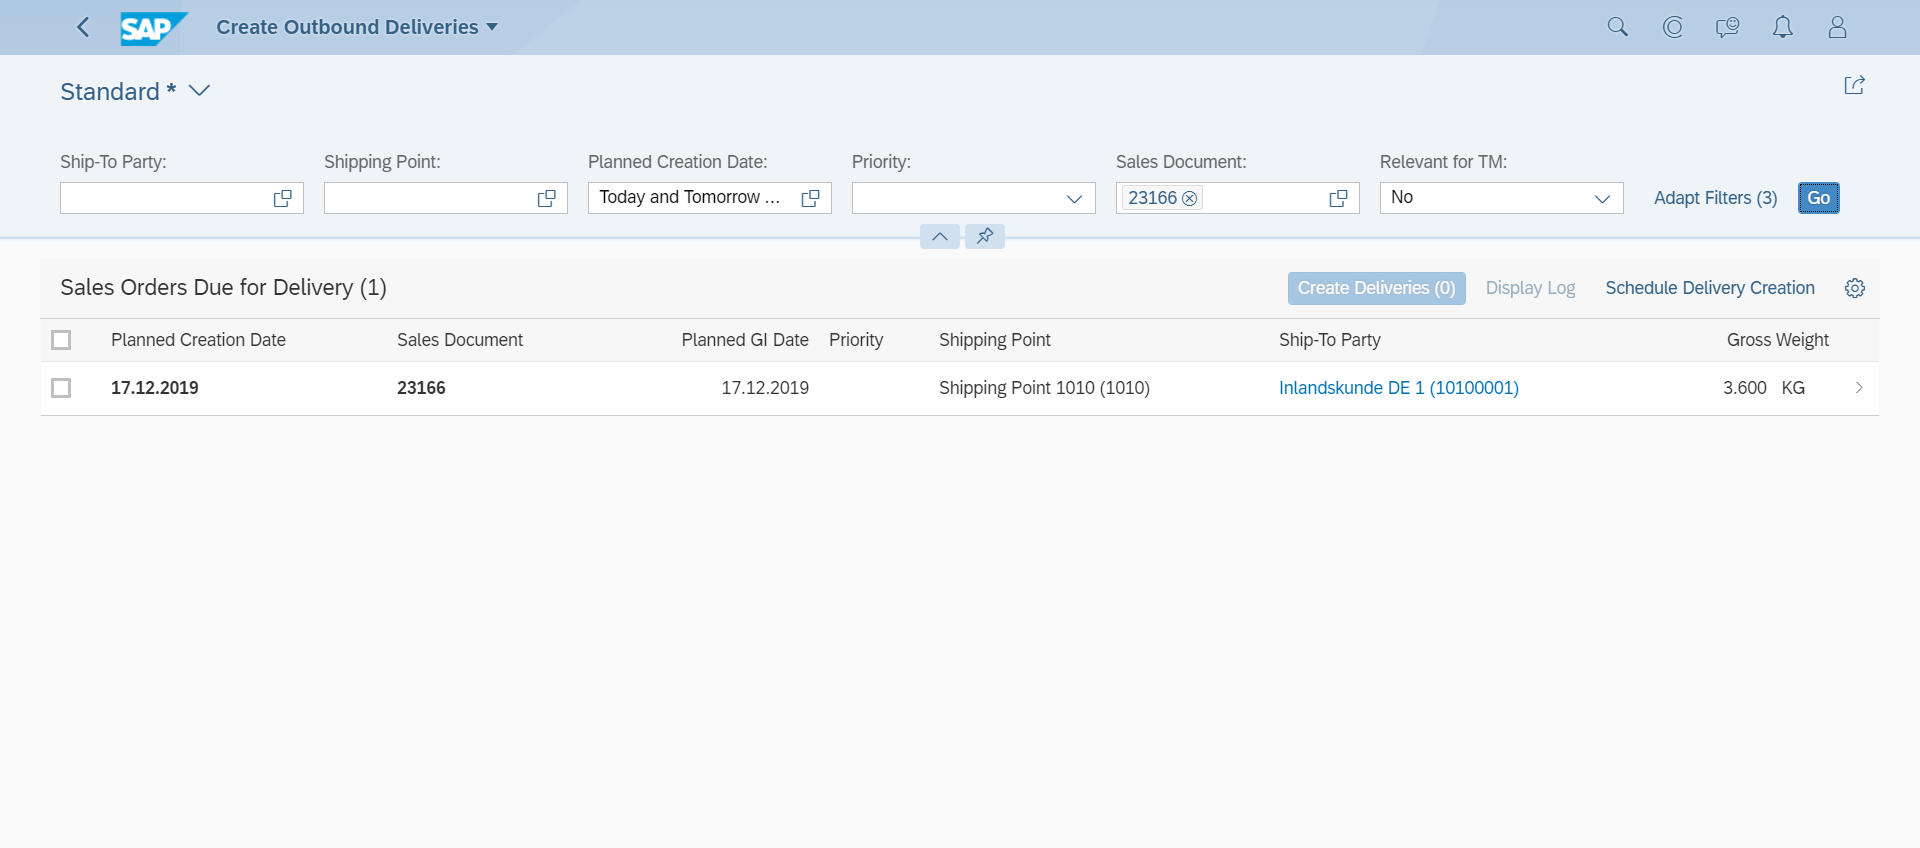 SAP Create Outbound Deliveries
Standard *
Ship-To Party: Shipping Point: Planned Creation Date: Priority: Sales Document: Relevant for TM:
Today and Tomorrow ... 23166 No Adapt Filters (3) Go
Sales Orders Due for Delivery (1) Create Deliveries (0) Display Log Schedule Delivery Creation
Planned Creation Date Sales Document Planned GI Date Priority Shipping Point Ship-To Party Gross Weight
17.12.2019 23166 17.12.2019 Shipping Point 1010 (1010) Inlandskunde DE 1 (10100001) 3.600 KG